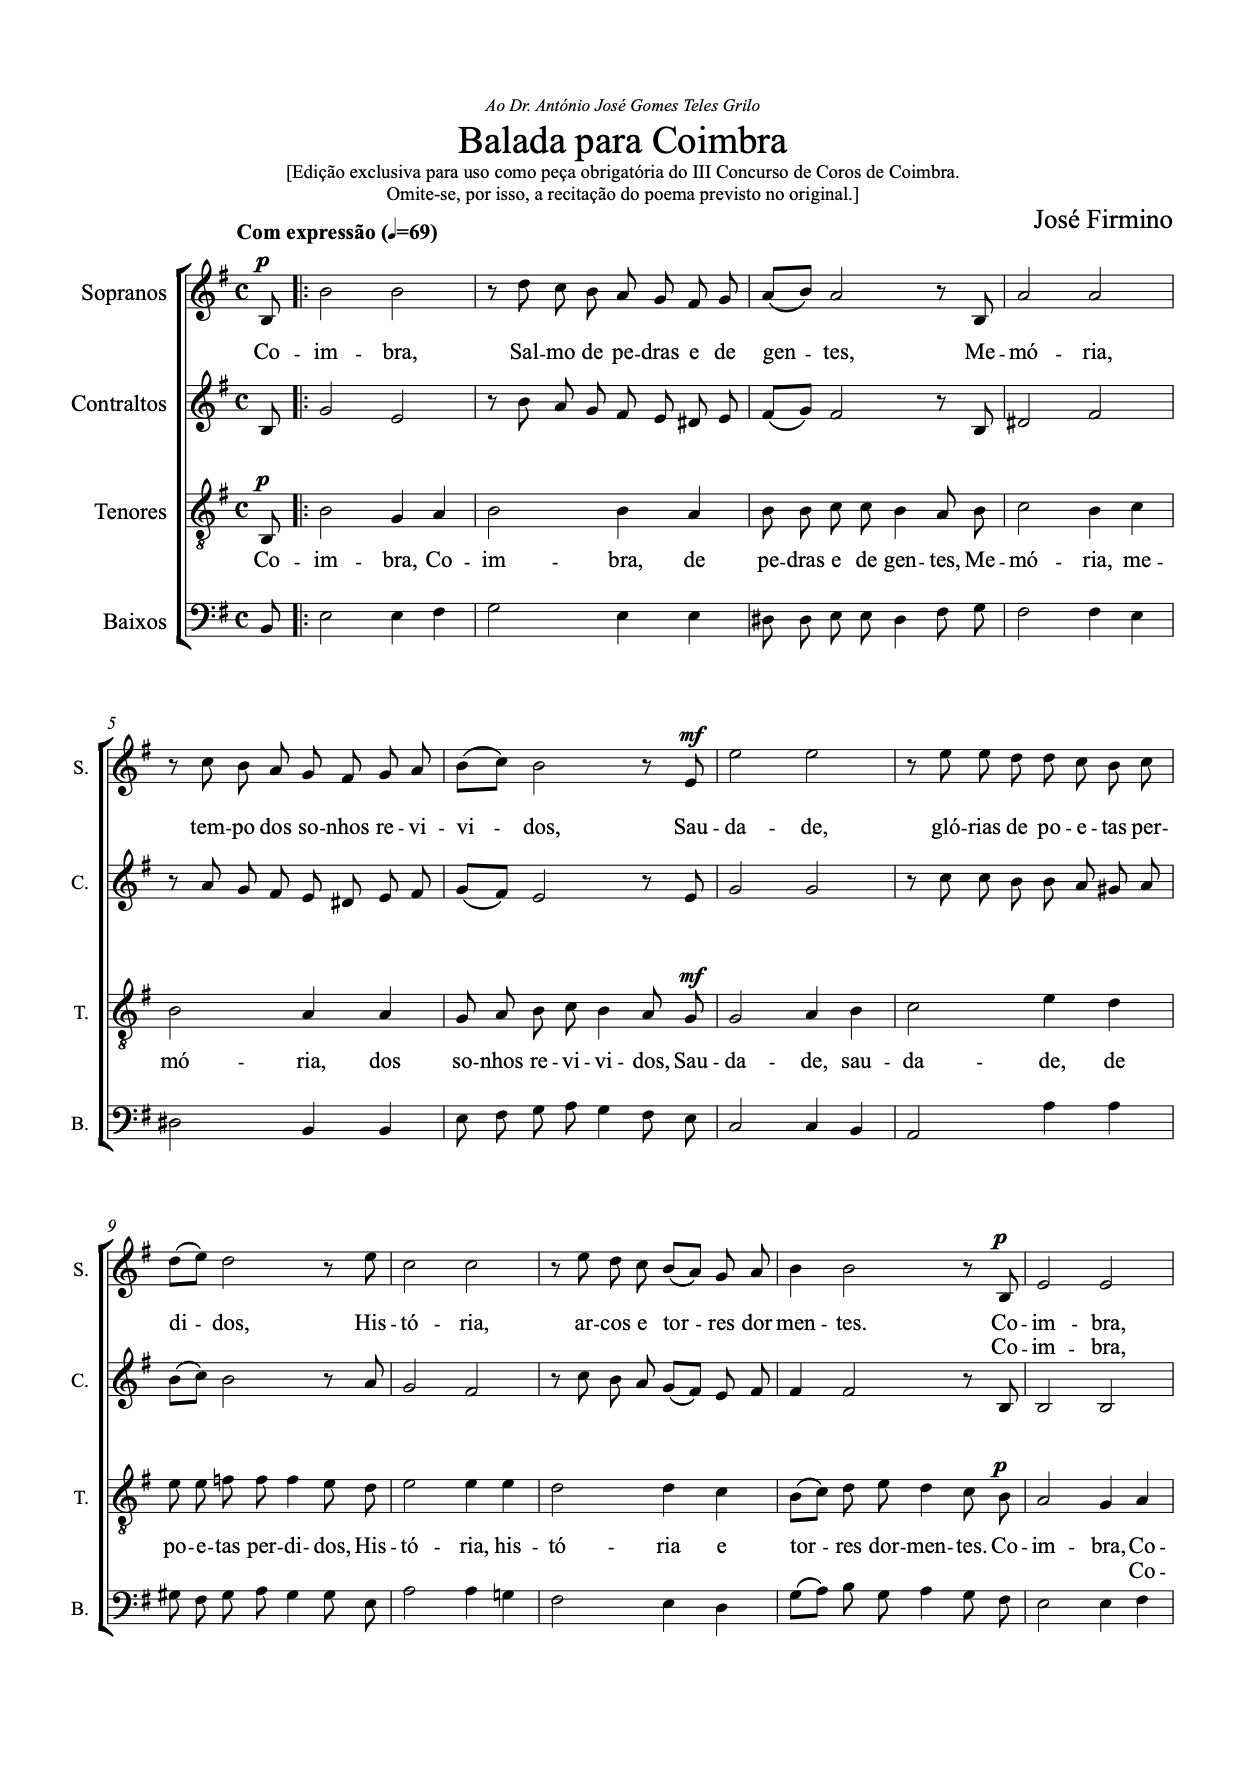 Ao Dr. António José Gomes Teles Grilo
Balada para Coimbra
[Edição exclusiva para uso como peça obrigatória do III Concurso de Coros de Coimbra.
Omite-se, por isso, a recitação do poema previsto no original.]
José Firmino
Com expressão (♩=69)
p
Sopranos
Co - im - bra, Sal - mo de pe - dras e de gen - tes, Me - mó - ria,
Contraltos
p
Tenores
Co - im - bra, Co - im - bra, de pe - dras e de gen - tes, Me - mó - ria, me -
Baixos
5
mf
S.
tem - po dos so - nhos re - vi - vi - dos, Sau - da - de, gló - rias de po - e - tas per -
C.
mf
T.
mó - ria, dos so - nhos re - vi - vi - dos, Sau - da - de, sau - da - de, de
B.
9
p
S.
di - dos, His - tó - ria, ar - cos e tor - res dor men - tes. Co - im - bra,
Co - im - bra,
C.
p
T.
po - e - tas per - di - dos, His - tó - ria, his - tó - ria e tor - res dor - men - tes. Co - im - bra, Co -
Co -
B.